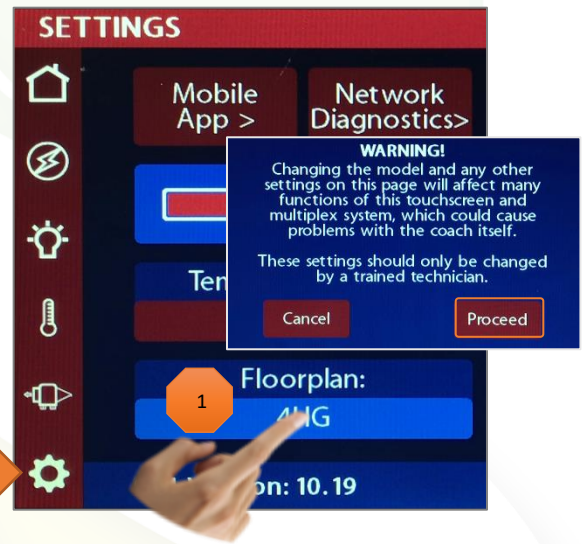 SETTINGS
Mobile
App >
Network
Diagnostics>
WARNING!
Changing the model and any other
settings on this page will affect many
functions of this touchscreen and
multiplex system, which could cause
problems with the coach itself.
These settings should only be changed
by a trained technician.
Cancel
Proceed
Floorplan:
1
10.19